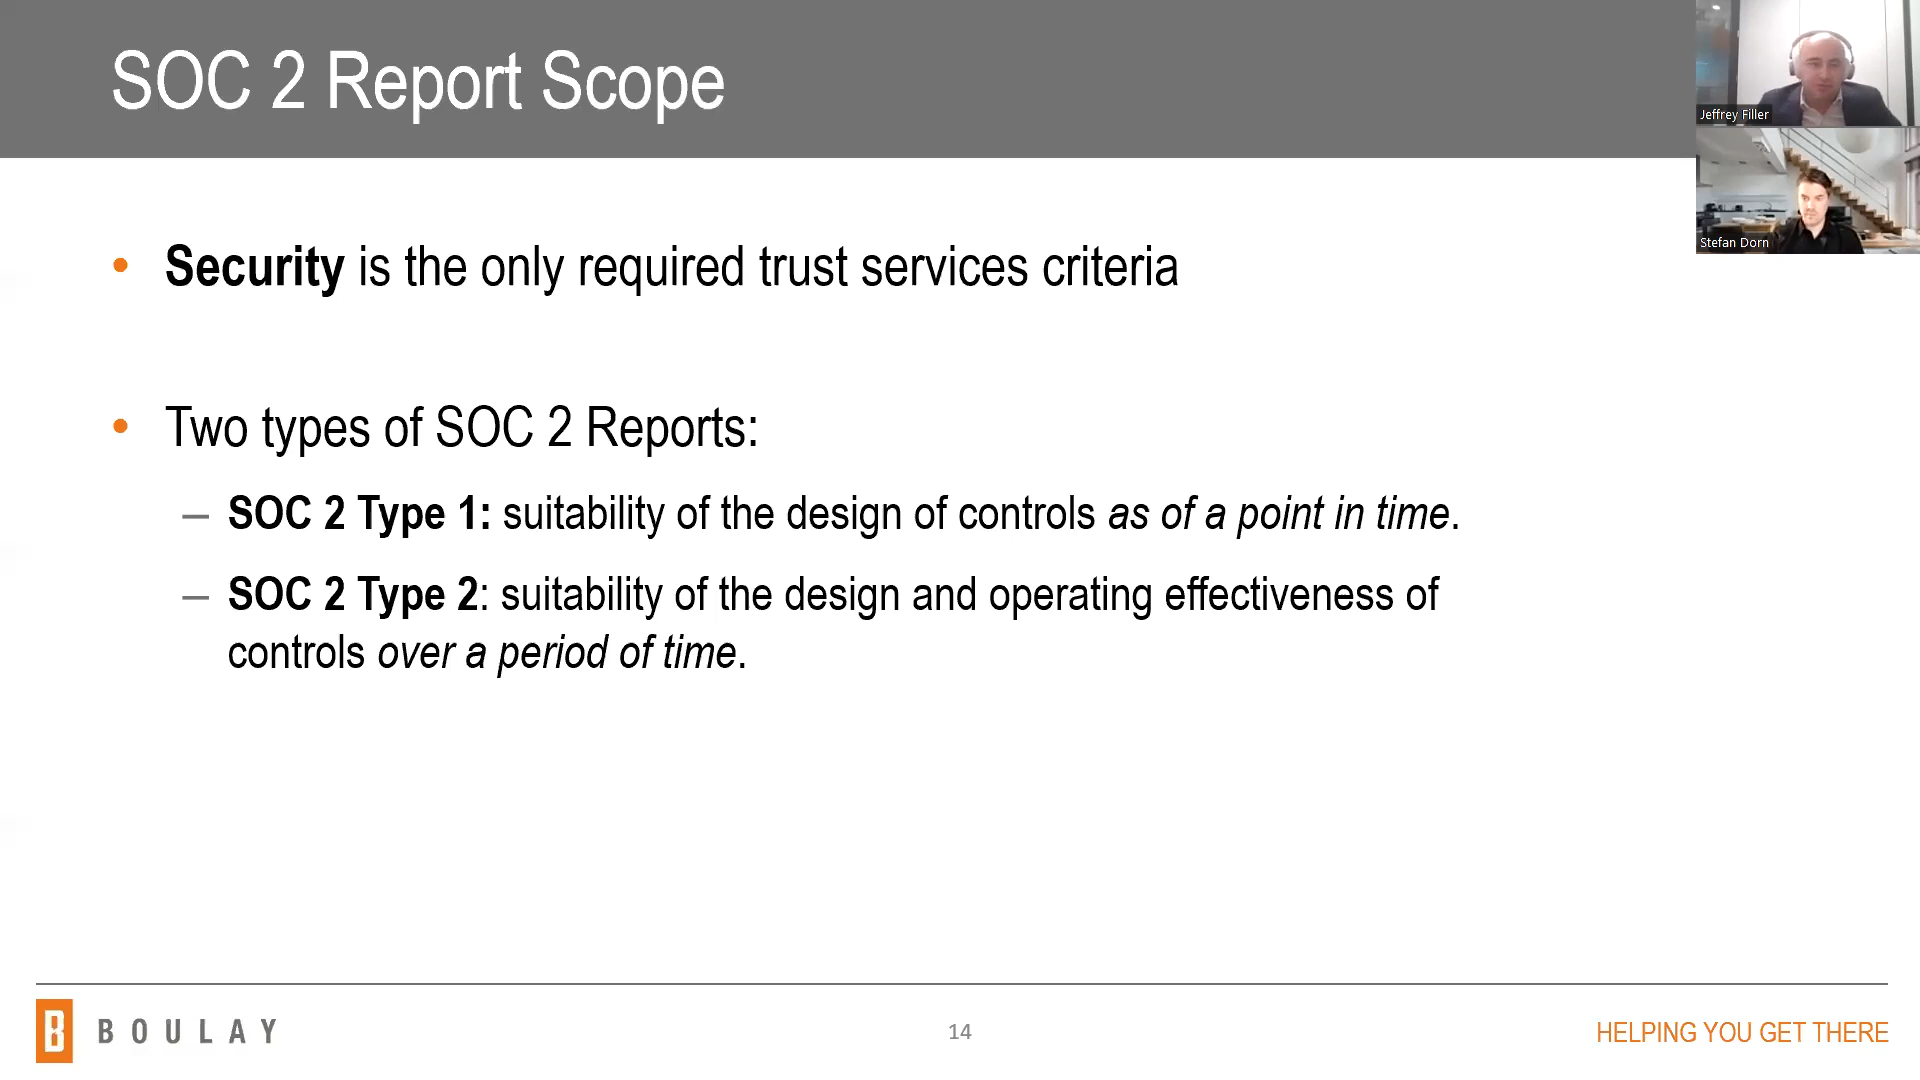 SOC 2 Report Scope
Jeffrey Filler
Stefan Dorn
• Security is the only required trust services criteria
• Two types of SOC 2 Reports:
– SOC 2 Type 1: suitability of the design of controls as of a point in time.
– SOC 2 Type 2: suitability of the design and operating effectiveness of
controls over a period of time.
B BOULAY
14
HELPING YOU GET THERE